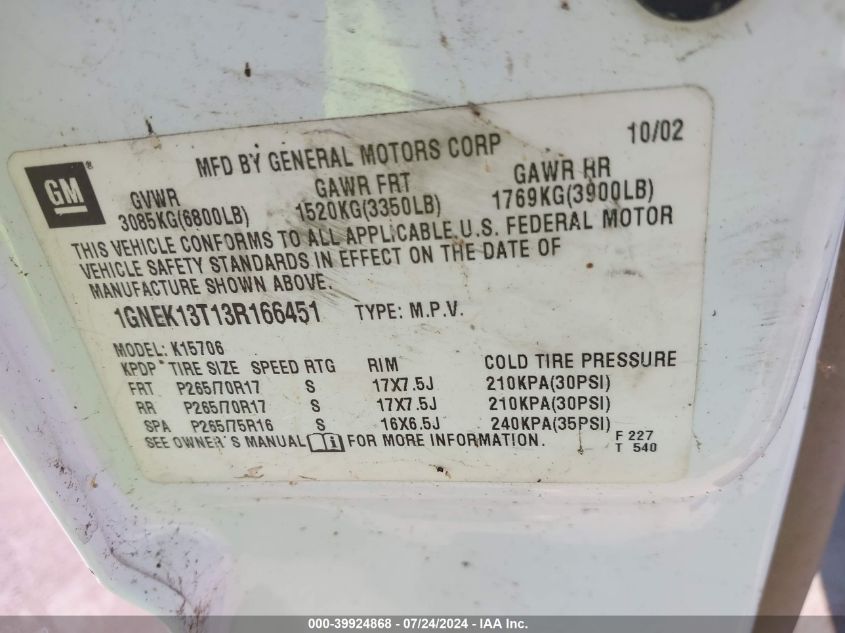 10/02
MFD BY GENERAL MOTORS CORP
GM®
GVWR GAWR FRT GAWR RR
3085KG(6800LB) 1520KG(3350LB) 1769KG(3900LB)
THIS VEHICLE CONFORMS TO ALL APPLICABLE U.S. FEDERAL MOTOR
VEHICLE SAFETY STANDARDS IN EFFECT ON THE DATE OF
MANUFACTURE SHOWN ABOVE.
1GNEK13T13R166451 TYPE: M.P.V.
MODEL: K15706
KPDP TIRE SIZE SPEED RTG RIM COLD TIRE PRESSURE
FRT P265/70R17 S 17X7.5J 210KPA(30PSI)
RR P265/70R17 S 17X7.5J 210KPA(30PSI)
SPA P265/75R16 S 16X6.5J 240KPA(35PSI)
SEE OWNER'S MANUAL FOR MORE INFORMATION.
F 227
T 540
000-39924868 - 07/24/2024 - IAA Inc.